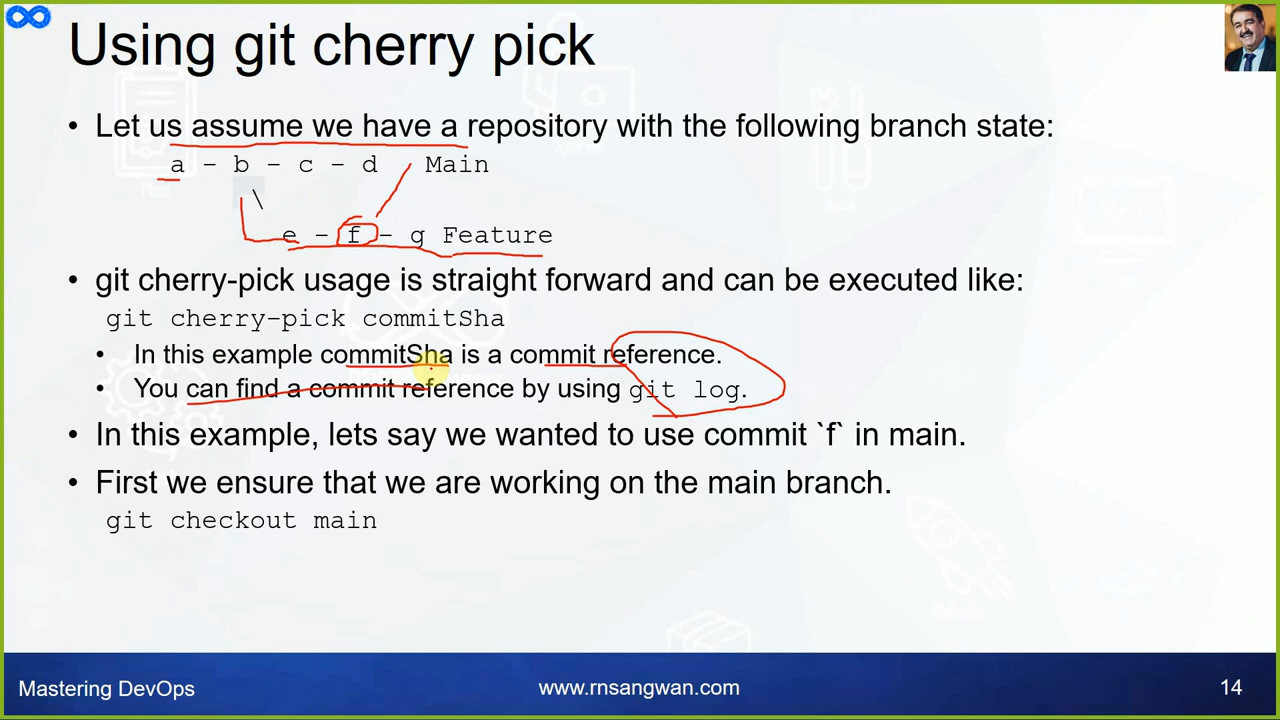 Using git cherry pick
• Let us assume we have a repository with the following branch state:
a – b – c – d Main
\
e – f – g Feature
• git cherry-pick usage is straight forward and can be executed like:
git cherry-pick commitSha
• In this example commitSha is a commit reference.
• You can find a commit reference by using git log.
• In this example, lets say we wanted to use commit `f` in main.
• First we ensure that we are working on the main branch.
git checkout main
Mastering DevOps
www.rnsangwan.com
14